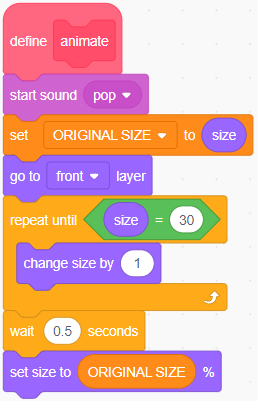 define animate
start sound pop
set ORIGINAL SIZE to size
go to front layer
repeat until size = 30
change size by 1
wait 0.5 seconds
set size to ORIGINAL SIZE %